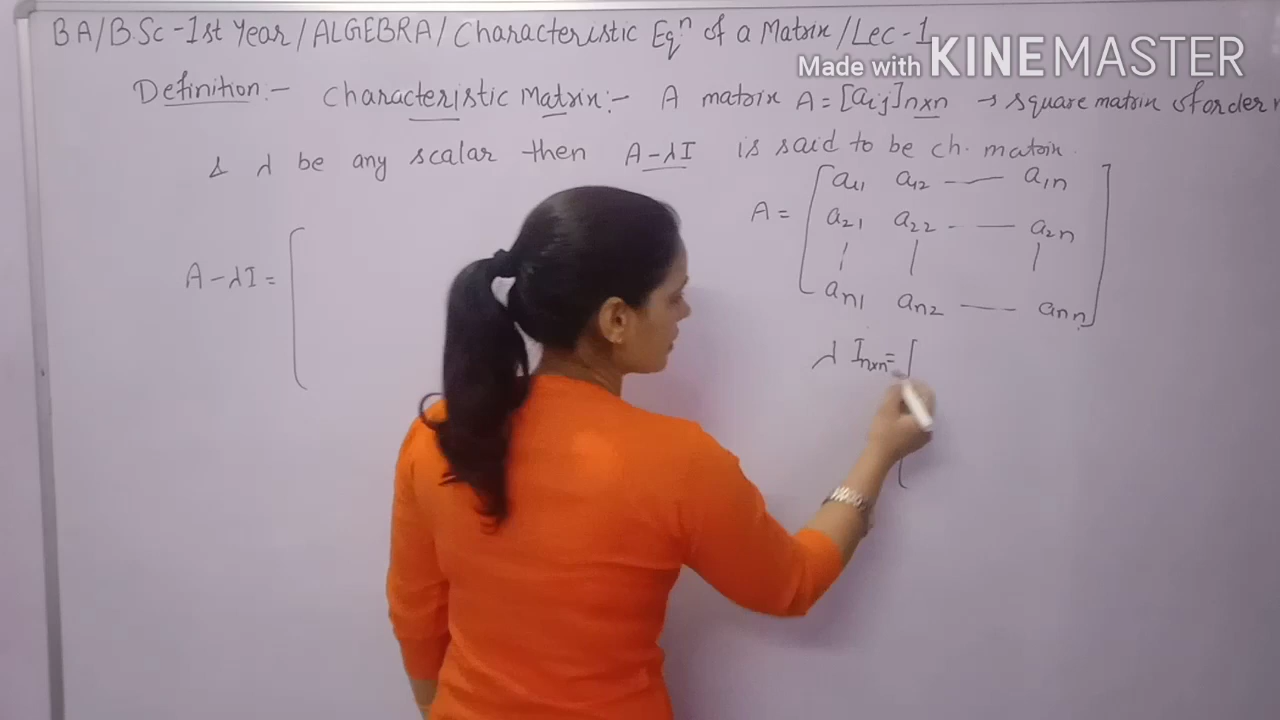 BA/B.Sc-1st Year/ALGEBRA/Characteristic Eqⁿ of a Matrix/Lec-1
Made with KINEMASTER
Definition:- Characteristic Matrix:- A matrix A = [aij]n×n → square matrix of order n
& λ be any scalar then A-λI is said to be ch. matrix.
A = [a11 a12 — a1n
a21 a22 - — a2n
| | |
an1 an2 — ann]
A-λI = [
λ In×n = [